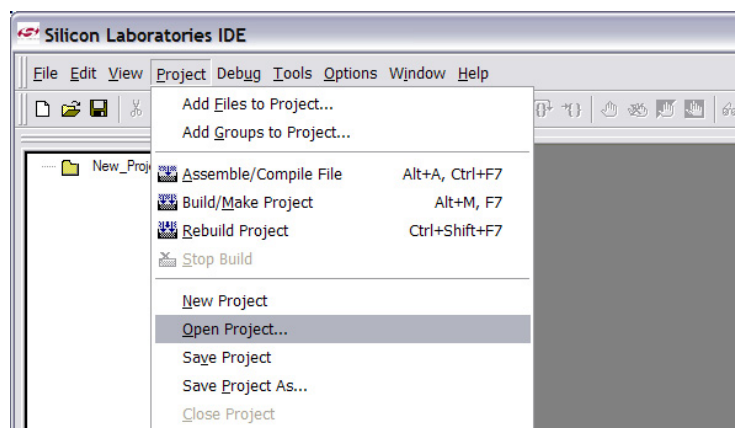 Silicon Laboratories IDE
File Edit View Project Debug Tools Options Window Help
Add Files to Project...
Add Groups to Project...
New_Proj
Assemble/Compile File Alt+A, Ctrl+F7
Build/Make Project Alt+M, F7
Rebuild Project Ctrl+Shift+F7
Stop Build
New Project
Open Project...
Save Project
Save Project As...
Close Project